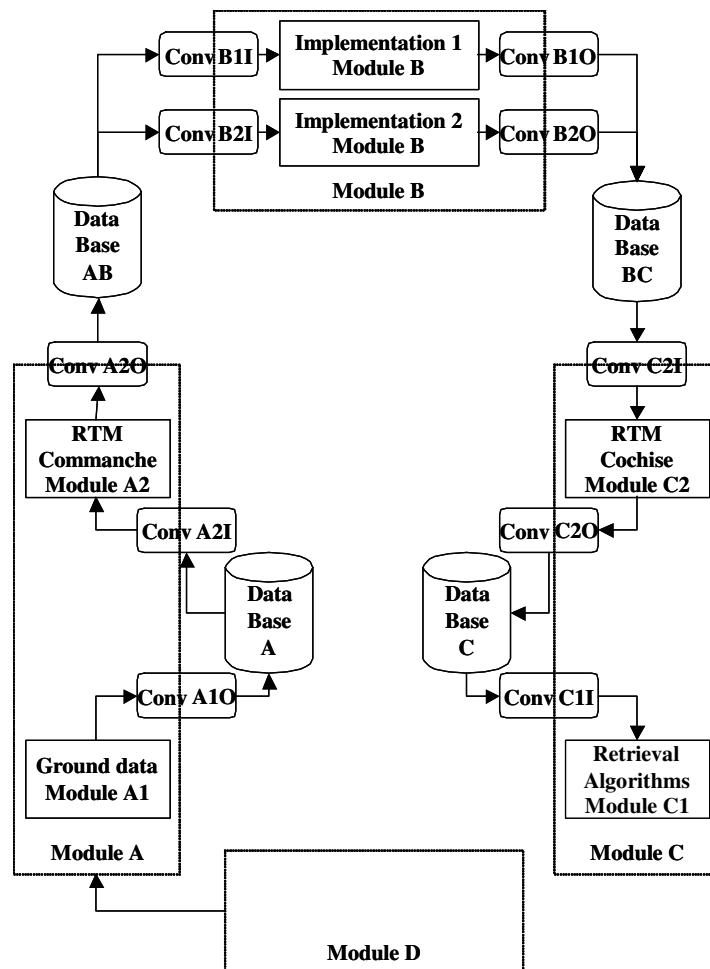 Conv B1I
Implementation 1
Module B
Conv B1O
Conv B2I
Implementation 2
Module B
Conv B2O
Module B
Data
Base
AB
Data
Base
BC
Conv A2O
Conv C2I
RTM
Commanche
Module A2
RTM
Cochise
Module C2
Conv A2I
Conv C2O
Data
Base
A
Data
Base
C
Conv A1O
Conv C1I
Ground data
Module A1
Retrieval
Algorithms
Module C1
Module A
Module C
Module D